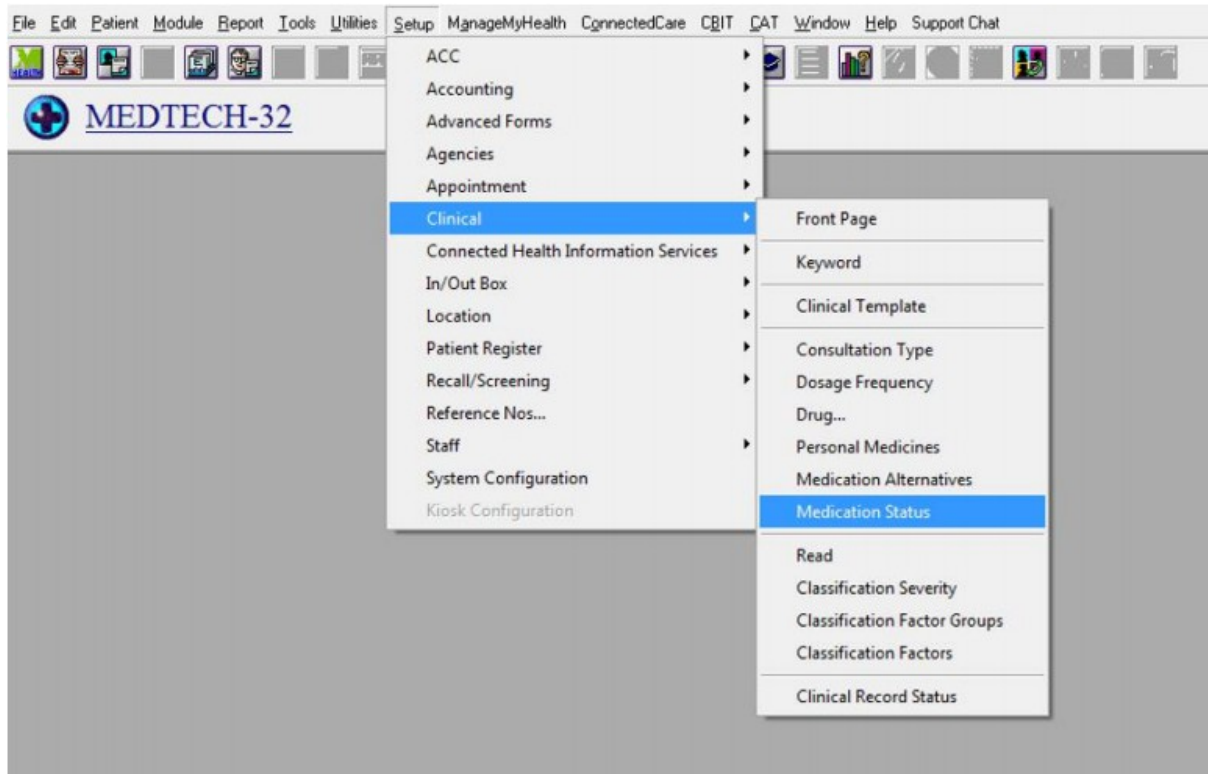 File Edit Patient Module Report Tools Utilities Setup ManageMyHealth ConnectedCare CBIT CAT Window Help Support Chat
HEALTH
MEDTECH-32
ACC
Accounting
Advanced Forms
Agencies
Appointment
Clinical
Connected Health Information Services
In/Out Box
Location
Patient Register
Recall/Screening
Reference Nos...
Staff
System Configuration
Kiosk Configuration
Front Page
Keyword
Clinical Template
Consultation Type
Dosage Frequency
Drug...
Personal Medicines
Medication Alternatives
Medication Status
Read
Classification Severity
Classification Factor Groups
Classification Factors
Clinical Record Status